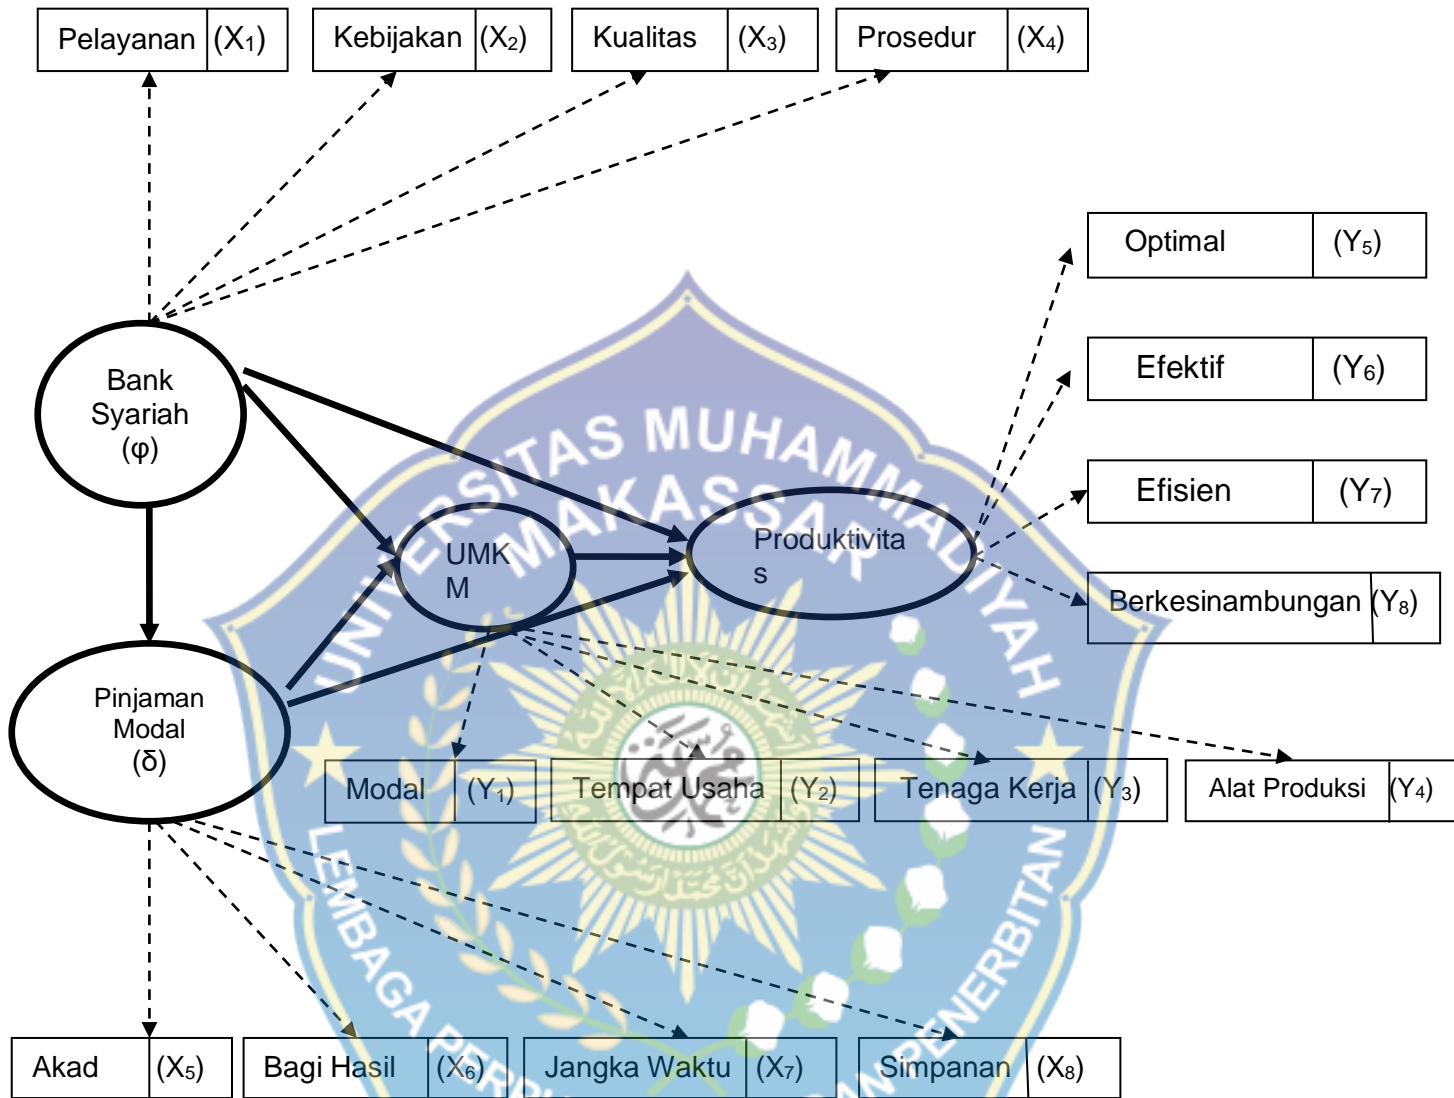 Pelayanan (X1) Kebijakan (X2) Kualitas (X3) Prosedur (X4)
Optimal (Y5)
Bank
Syariah
(φ)
Efektif (Y6)
UNIVERSITAS MUHAMMADIYAH
MAKASSAR
Efisien (Y7)
UMK
M
Produktivita
s
Berkesinambungan (Y8)
Pinjaman
Modal
(δ)
Modal (Y1) Tempat Usaha (Y2) Tenaga Kerja (Y3) Alat Produksi (Y4)
LEMBAGA
PENERBITAN
Akad (X5) Bagi Hasil (X6) Jangka Waktu (X7) Simpanan (X8)